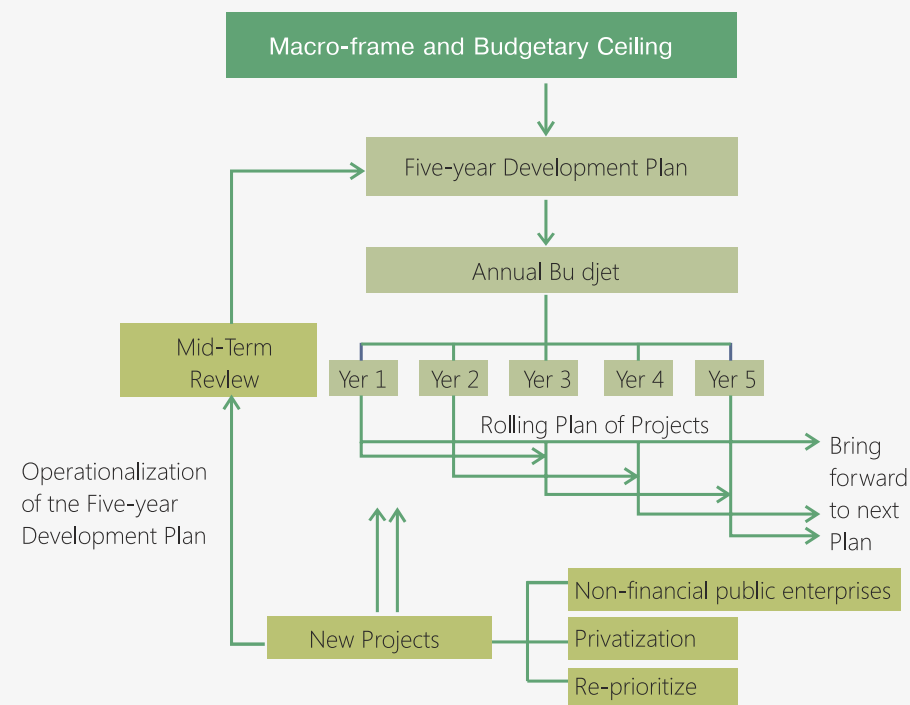 Macro-frame and Budgetary Ceiling
Five-year Development Plan
Annual Bu djet
Mid-Term
Review
Yer 1
Yer 2
Yer 3
Yer 4
Yer 5
Rolling Plan of Projects
Bring
forward
to next
Plan
Operationalization
of tne Five-year
Development Plan
New Projects
Non-financial public enterprises
Privatization
Re-prioritize